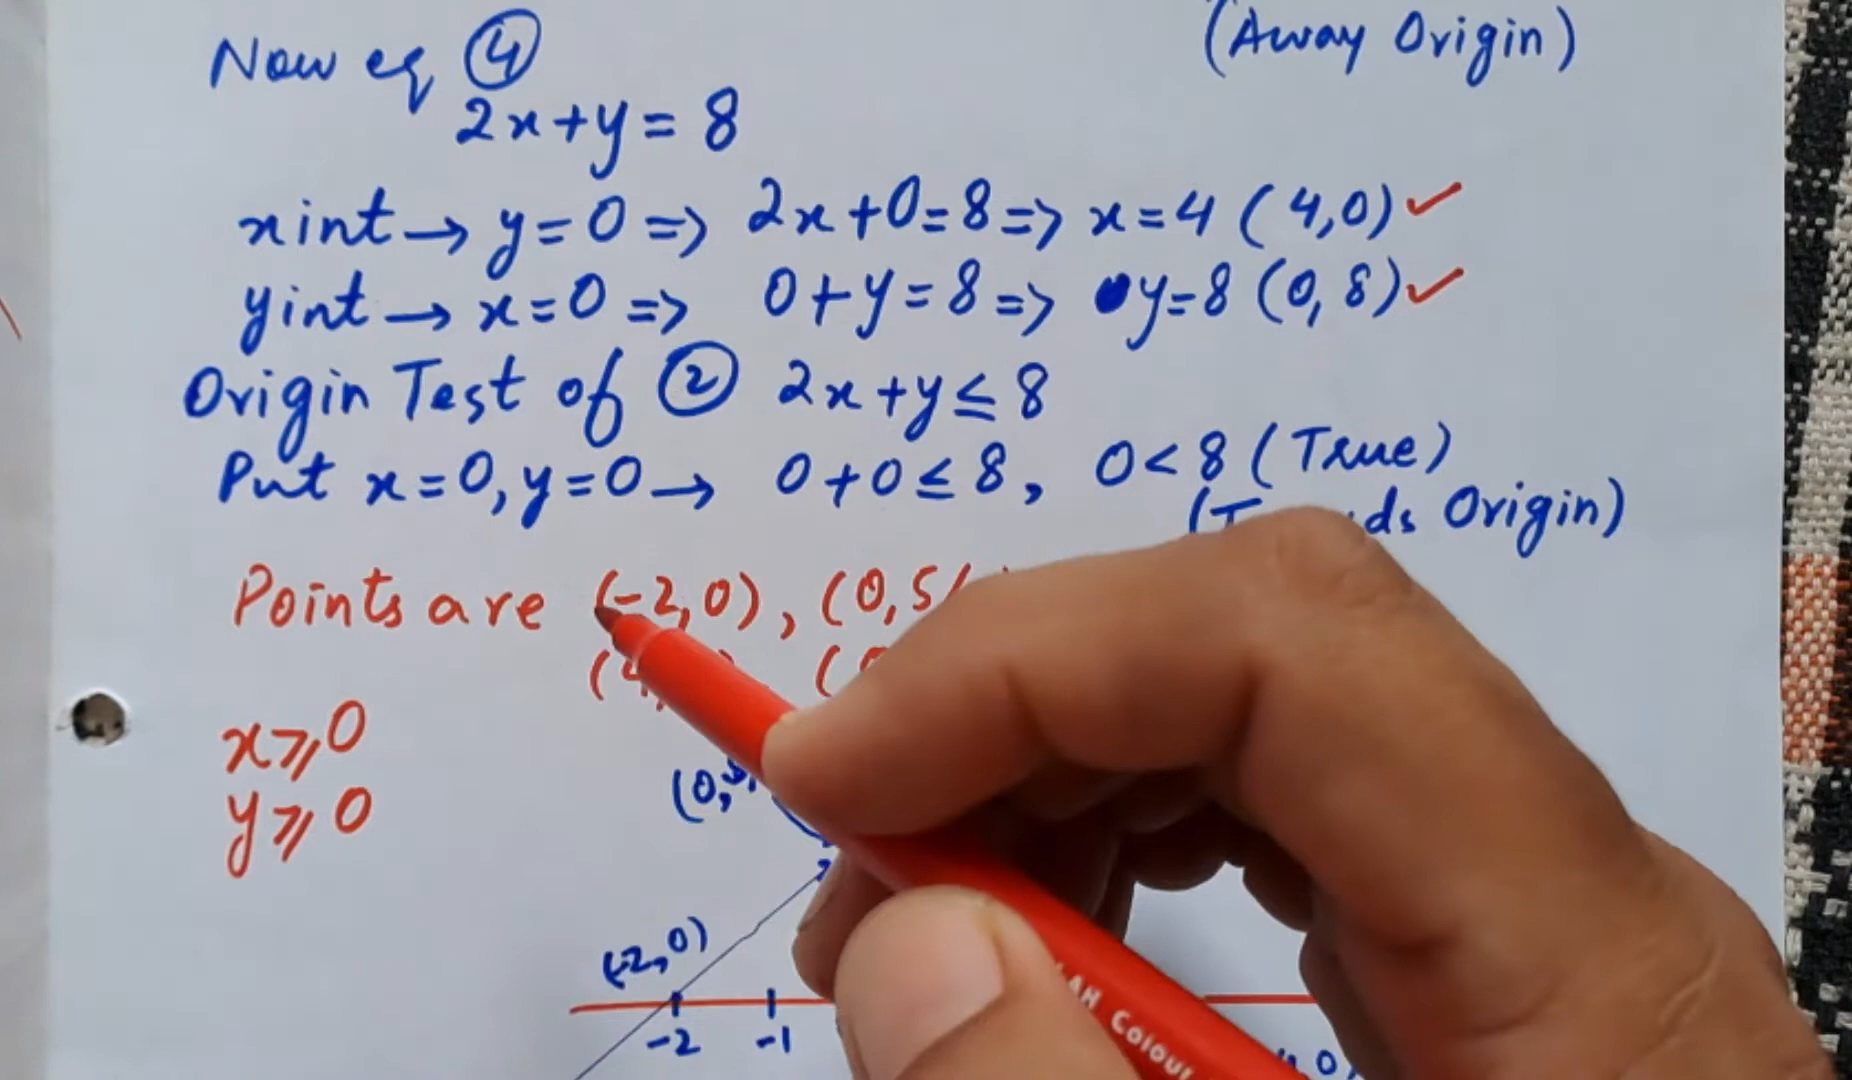 (Away Origin)
Now eq ④
2x+y=8
xint→ y=0 => 2x+0=8=> x=4 (4,0) ✓
yint→ x=0 => 0+y=8=> y=8 (0,8) ✓
Origin Test of ② 2x+y≤8
Put x=0, y=0→ 0+0≤8, 0<8 (True)
Origin)
Points are (-2,0), (0,5/
x≥0
y≥0
(-2,0)
-2 -1
Colour